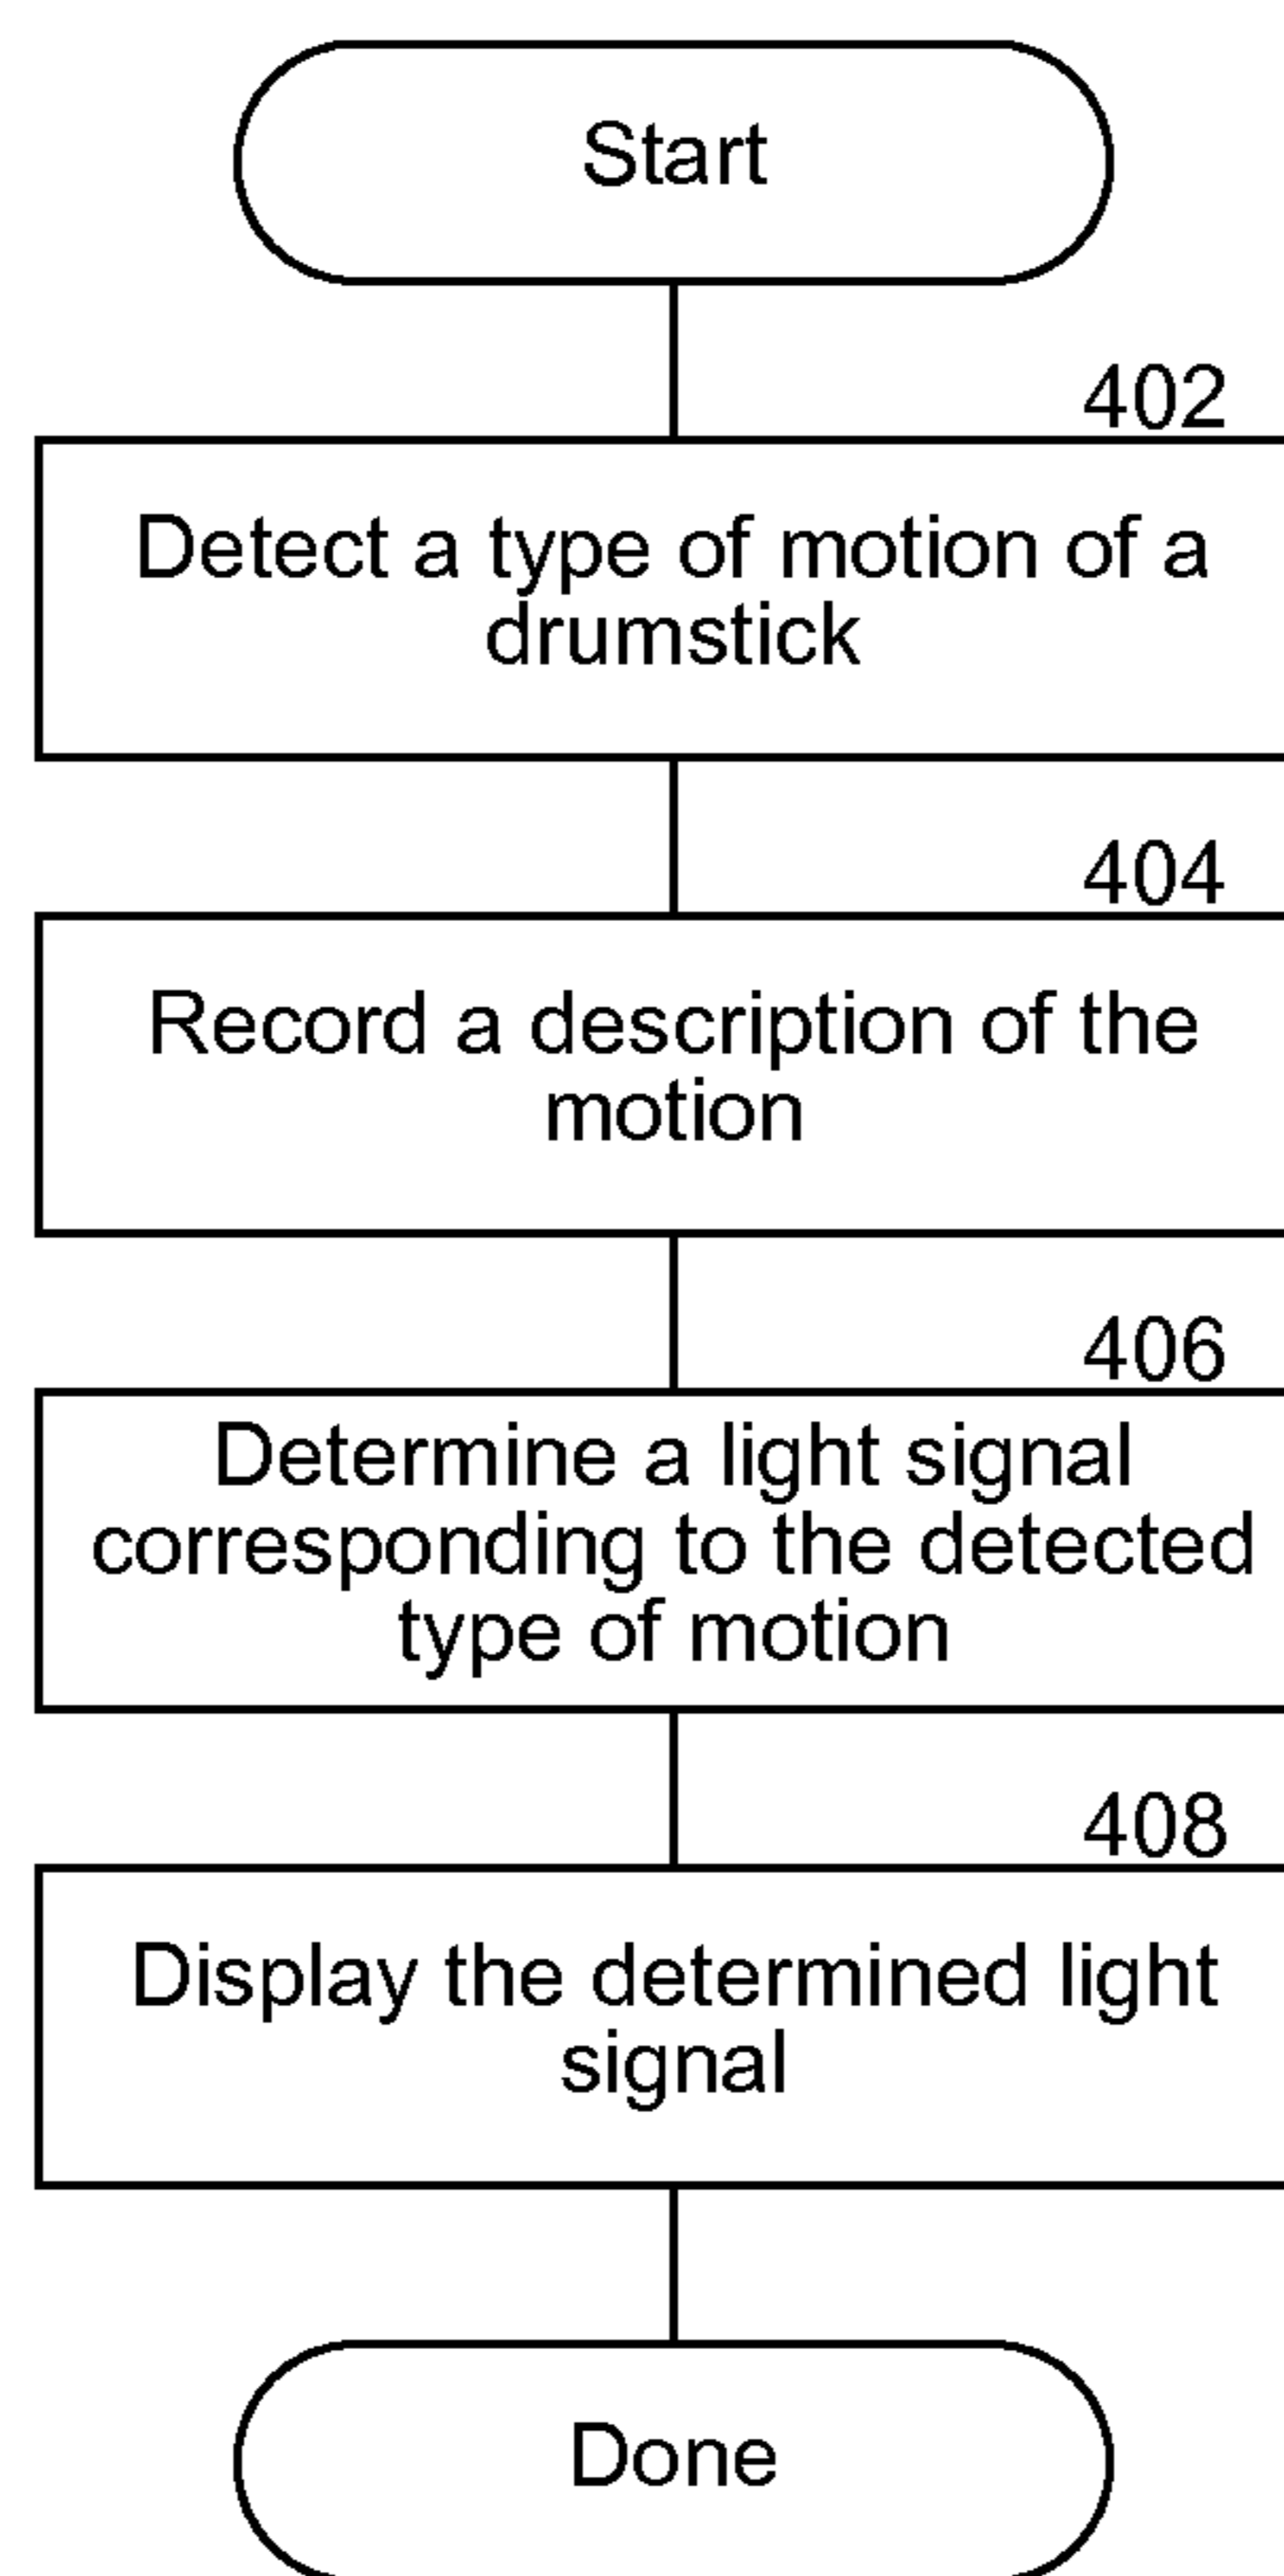 Start
402
Detect a type of motion of a
drumstick
404
Record a description of the
motion
406
Determine a light signal
corresponding to the detected
type of motion
408
Display the determined light
signal
Done